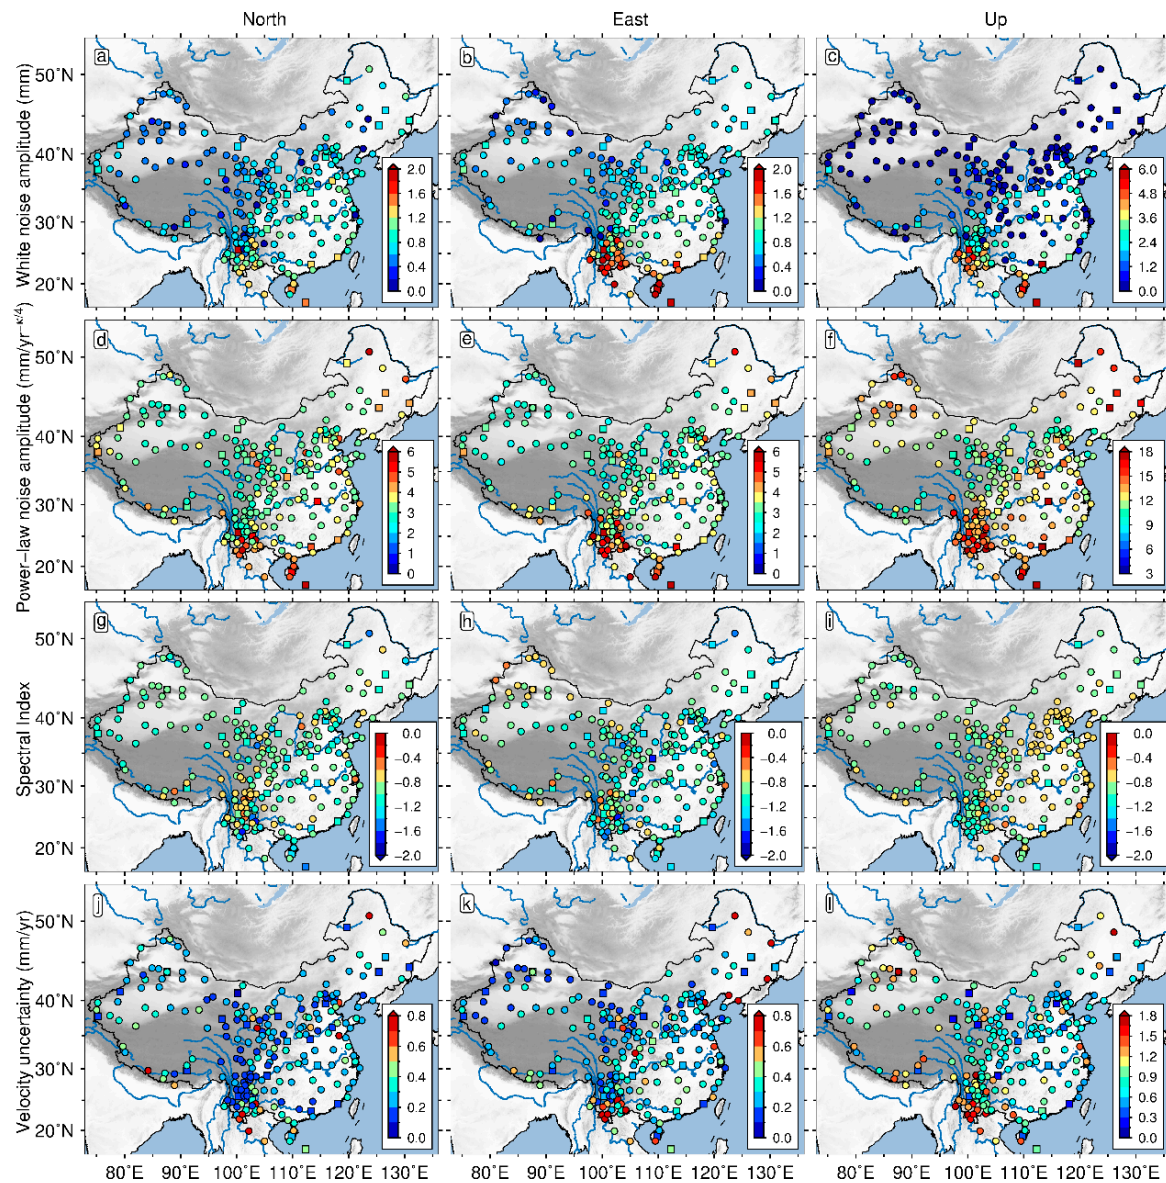 North East Up
a b c
White noise amplitude (mm)
50°N
40°N
30°N
20°N
2.0 2.0 6.0
1.6 1.6 4.8
1.2 1.2 3.6
0.8 0.8 2.4
0.4 0.4 1.2
0.0 0.0 0.0
d e f
Power−law noise amplitude (mm/yr⁻ᴷ/⁴)
50°N
40°N
30°N
20°N
6 6 18
5 5 15
4 4 12
3 3 9
2 2 6
1 1 3
0 0
g h i
Spectral Index
50°N
40°N
30°N
20°N
0.0 0.0 0.0
−0.4 −0.4 −0.4
−0.8 −0.8 −0.8
−1.2 −1.2 −1.2
−1.6 −1.6 −1.6
−2.0 −2.0 −2.0
j k l
Velocity uncertainty (mm/yr)
50°N
40°N
30°N
20°N
0.8 0.8 1.8
0.6 0.6 1.5
0.4 0.4 1.2
0.2 0.2 0.9
0.0 0.0 0.6
0.3
0.0
80°E 90°E 100°E 110°E 120°E 130°E 80°E 90°E 100°E 110°E 120°E 130°E 80°E 90°E 100°E 110°E 120°E 130°E